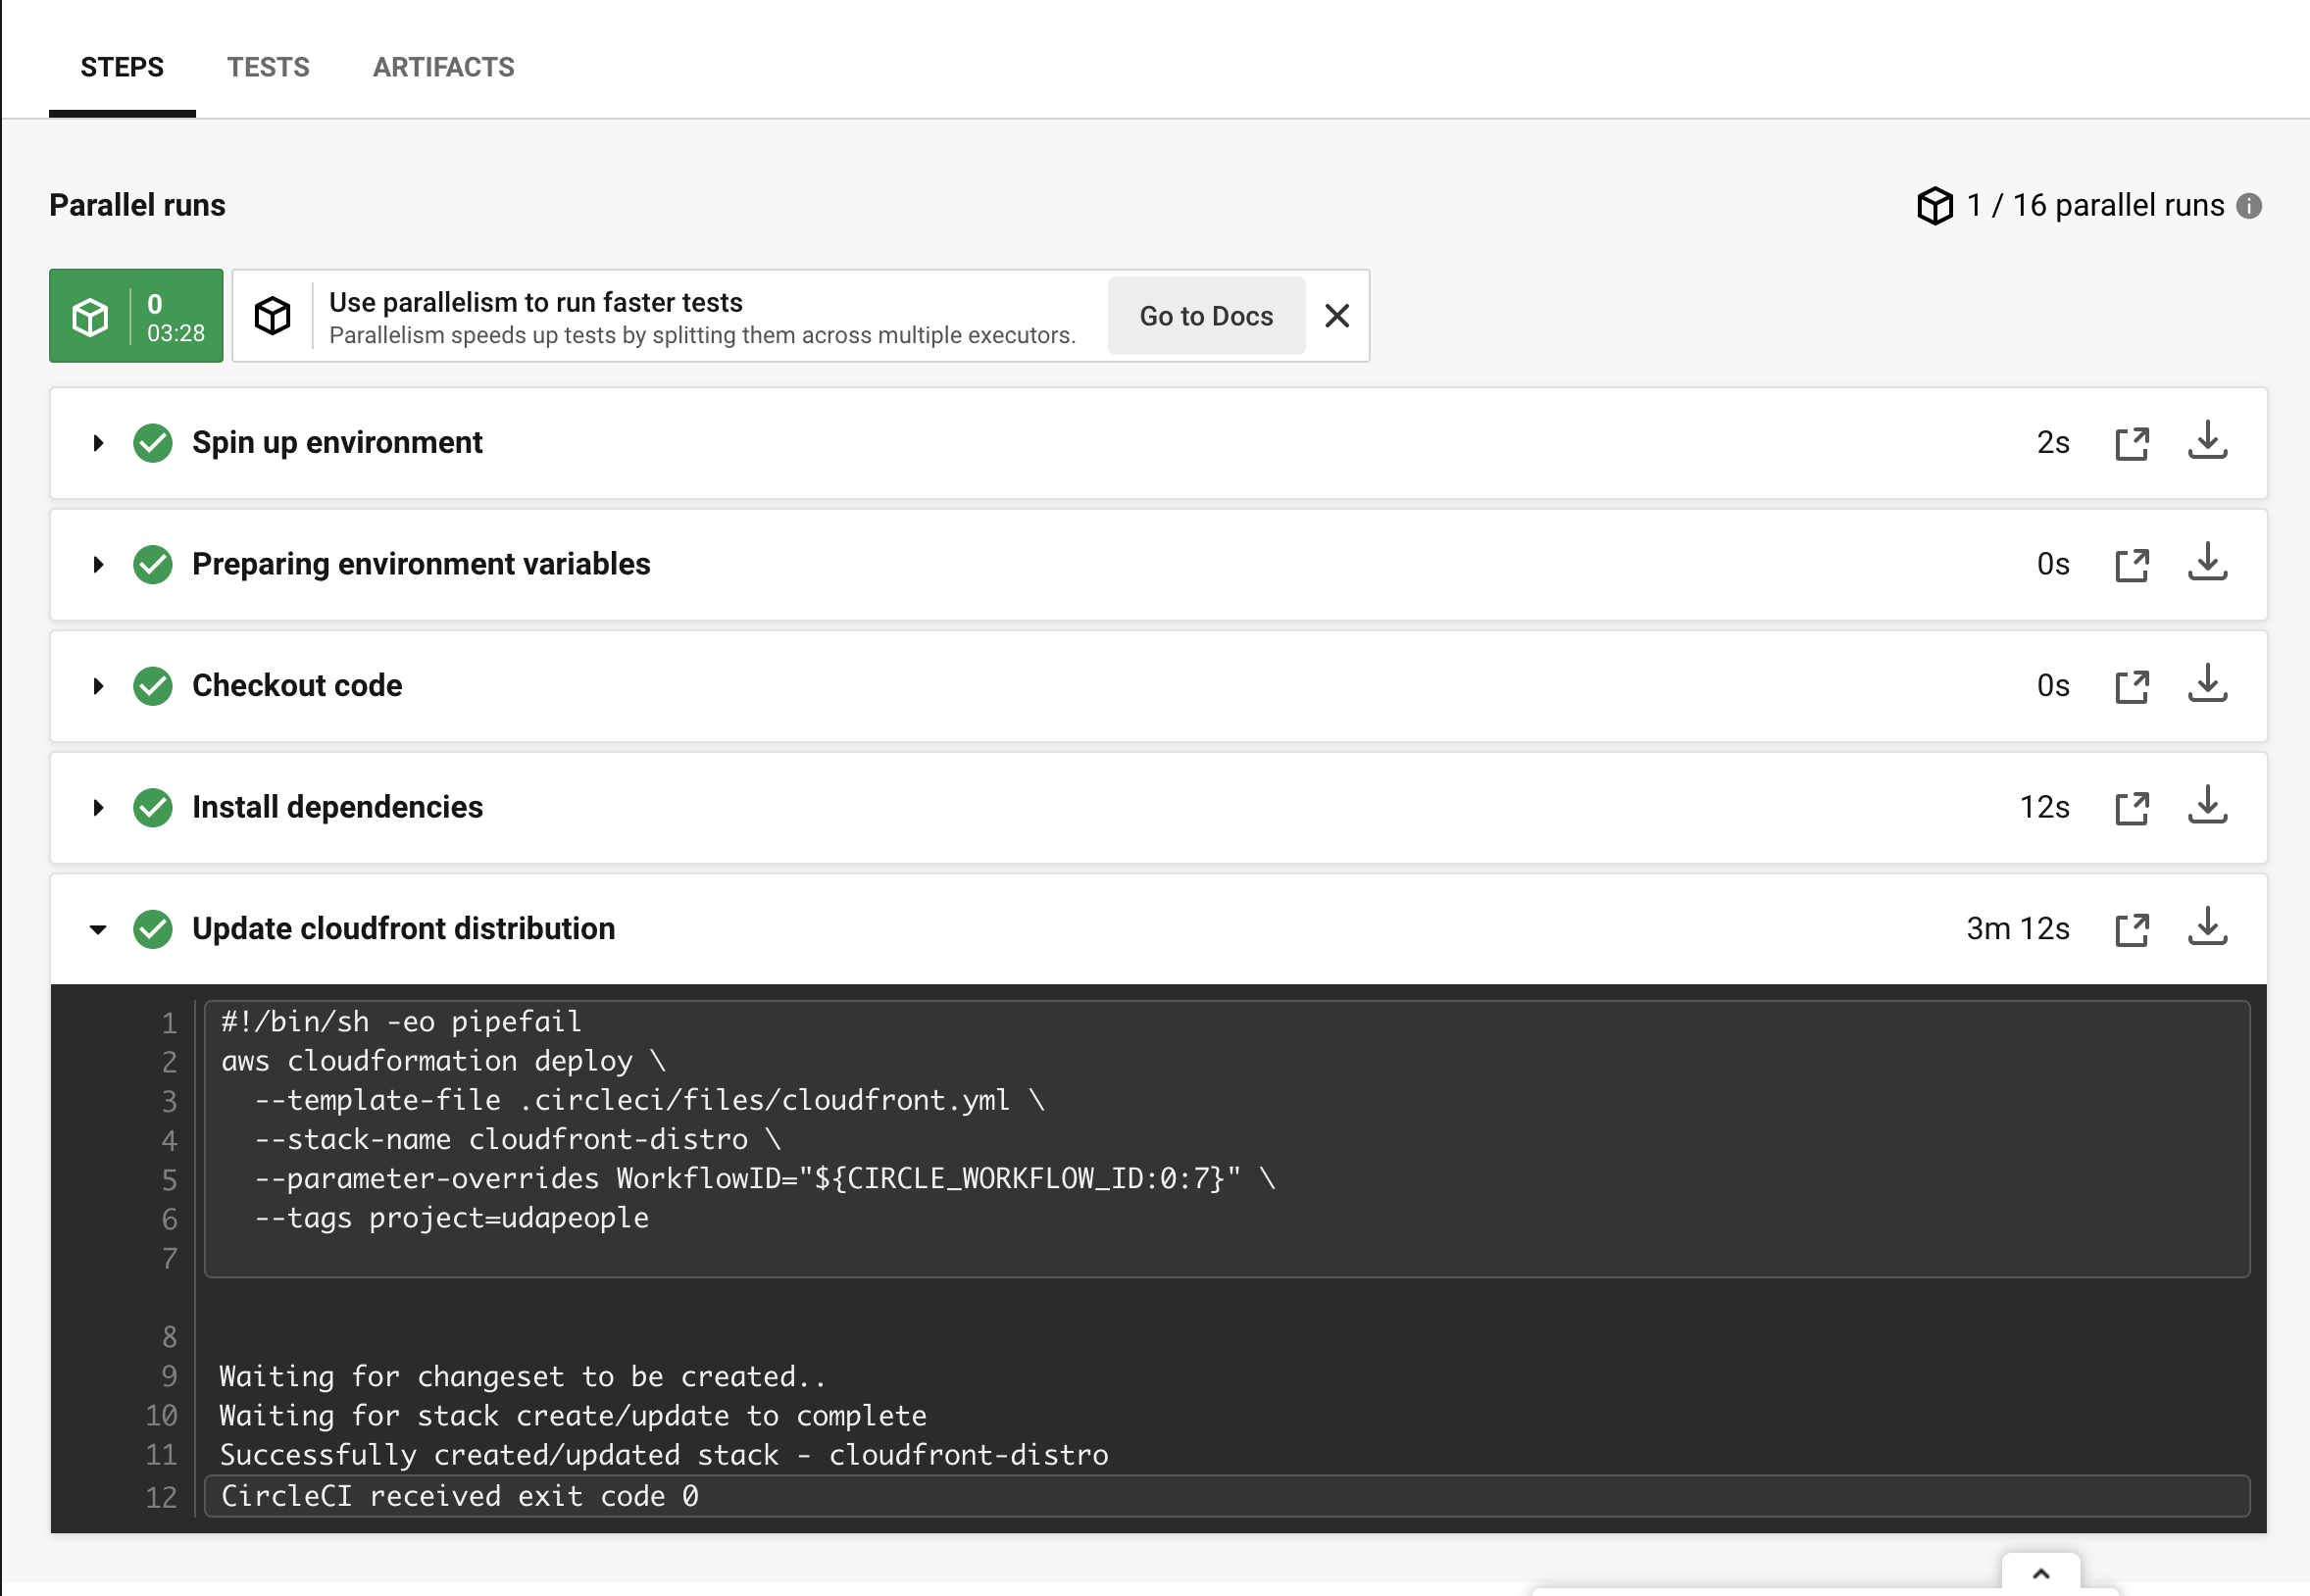 STEPS TESTS ARTIFACTS
Parallel runs
1 / 16 parallel runs
0
03:28
Use parallelism to run faster tests
Parallelism speeds up tests by splitting them across multiple executors.
Go to Docs
Spin up environment 2s
Preparing environment variables 0s
Checkout code 0s
Install dependencies 12s
Update cloudfront distribution 3m 12s
1 #!/bin/sh -eo pipefail
2 aws cloudformation deploy \
3   --template-file .circleci/files/cloudfront.yml \
4   --stack-name cloudfront-distro \
5   --parameter-overrides WorkflowID="${CIRCLE_WORKFLOW_ID:0:7}" \
6   --tags project=udapeople
7
8
9 Waiting for changeset to be created..
10 Waiting for stack create/update to complete
11 Successfully created/updated stack - cloudfront-distro
12 CircleCI received exit code 0